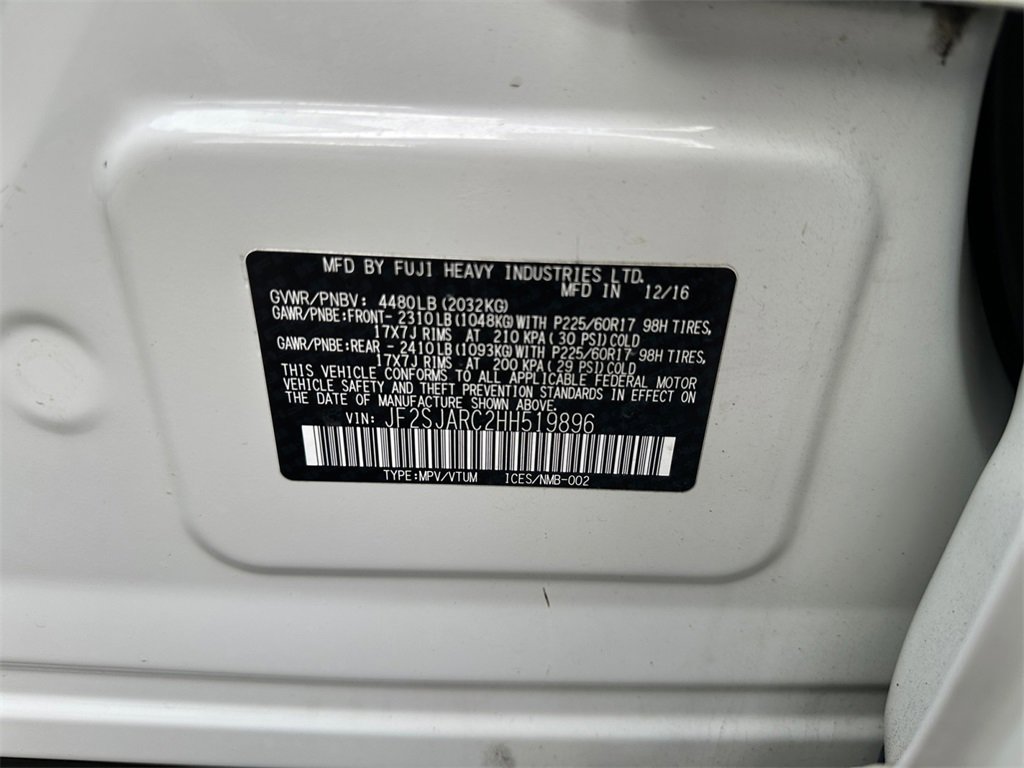 MFD BY FUJI HEAVY INDUSTRIES LTD.
MFD IN 12/16
GVWR/PNBV: 4480LB (2032KG)
GAWR/PNBE:FRONT- 2310LB (1048KG) WITH P225/60R17 98H TIRES,
17X7J RIMS AT 210 KPA (30 PSI) COLD
GAWR/PNBE:REAR - 2410LB (1093KG) WITH P225/60R17 98H TIRES,
17X7J RIMS AT 200 KPA (29 PSI) COLD
THIS VEHICLE CONFORMS TO ALL APPLICABLE FEDERAL MOTOR
VEHICLE SAFETY AND THEFT PREVENTION STANDARDS IN EFFECT ON
THE DATE OF MANUFACTURE SHOWN ABOVE.
VIN: JF2SJARC2HH519896
TYPE:MPV/VTUM ICES/NMB-002